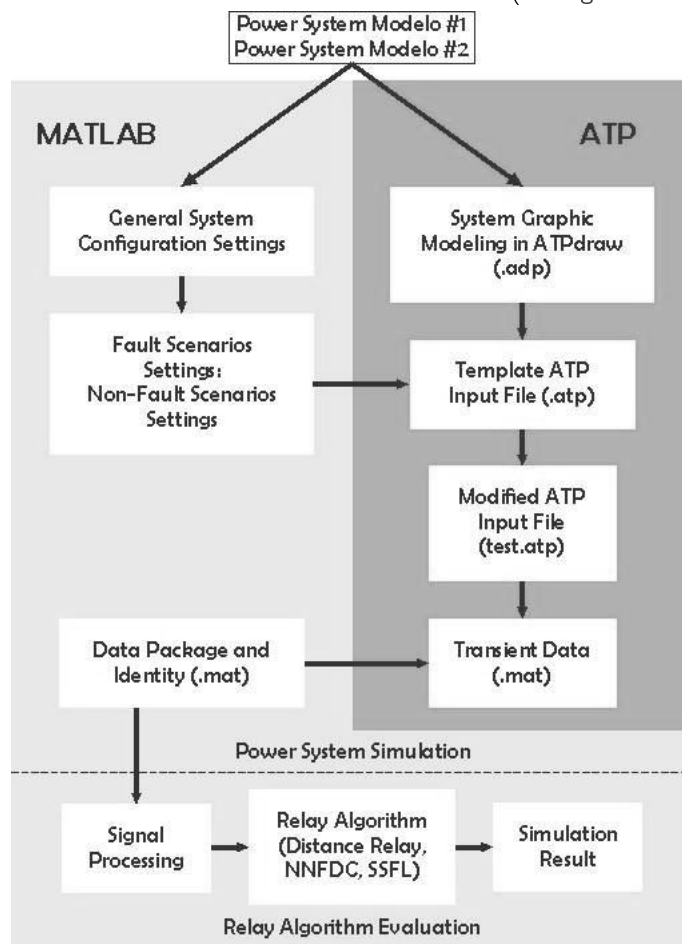 Power System Modelo #1
Power System Modelo #2
MATLAB
ATP
General System
Configuration Settings
System Graphic
Modeling in ATPdraw
(.adp)
Fault Scenarios
Settings:
Non-Fault Scenarios
Settings
Template ATP
Input File (.atp)
Modified ATP
Input File
(test.atp)
Data Package and
Identity (.mat)
Transient Data
(.mat)
Power System Simulation
Signal
Processing
Relay Algorithm
(Distance Relay,
NNFDC, SSFL)
Simulation
Result
Relay Algorithm Evaluation